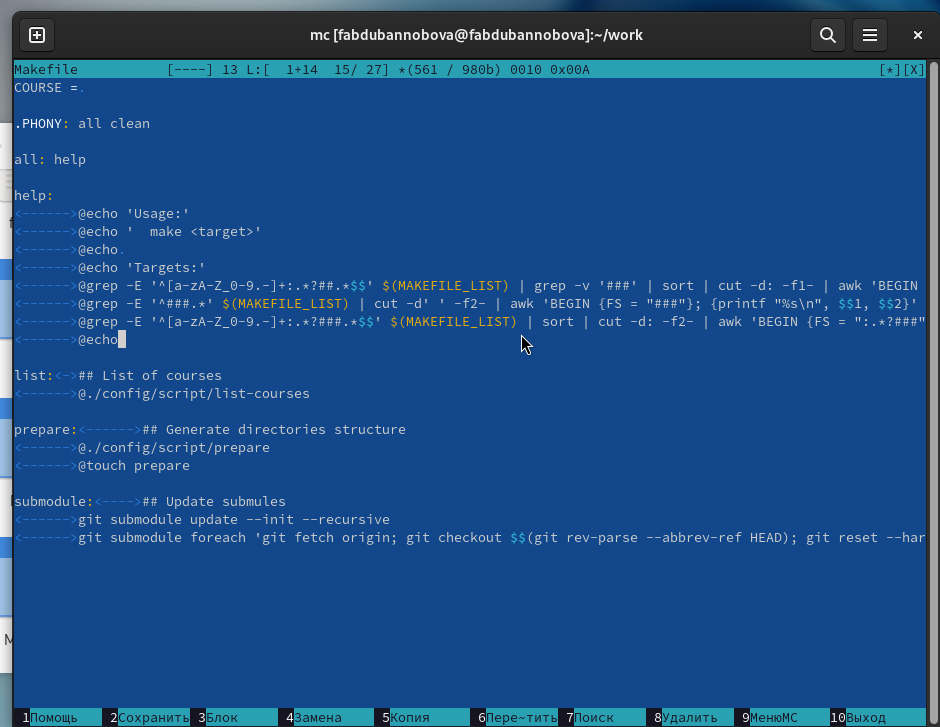 mc [fabdubannobova@fabdubannobova]:~/work
Makefile [----] 13 L:[ 1+14 15/ 27] *(561 / 980b) 0010 0x00A [*][X]
COURSE =.
.PHONY: all clean
all: help
help:
<------>@echo 'Usage:'
<------>@echo '  make <target>'
<------>@echo.
<------>@echo 'Targets:'
<------>@grep -E '^[a-zA-Z_0-9.-]+:.*?##.*$$' $(MAKEFILE_LIST) | grep -v '###' | sort | cut -d: -f1- | awk 'BEGIN
<------>@grep -E '^###.*' $(MAKEFILE_LIST) | cut -d' ' -f2- | awk 'BEGIN {FS = "###"}; {printf "%s\n", $$1, $$2}'
<------>@grep -E '^[a-zA-Z_0-9.-]+:.*?###.*$$' $(MAKEFILE_LIST) | sort | cut -d: -f2- | awk 'BEGIN {FS = ":.*?###"
<------>@echo
list:<->## List of courses
<------>@./config/script/list-courses
prepare:<------>## Generate directories structure
<------>@./config/script/prepare
<------>@touch prepare
submodule:<---->## Update submules
<------>git submodule update --init --recursive
<------>git submodule foreach 'git fetch origin; git checkout $$(git rev-parse --abbrev-ref HEAD); git reset --har
1Помощь 2Сохранить 3Блок 4Замена 5Копия 6Пере~тить 7Поиск 8Удалить 9МенюMC 10Выход